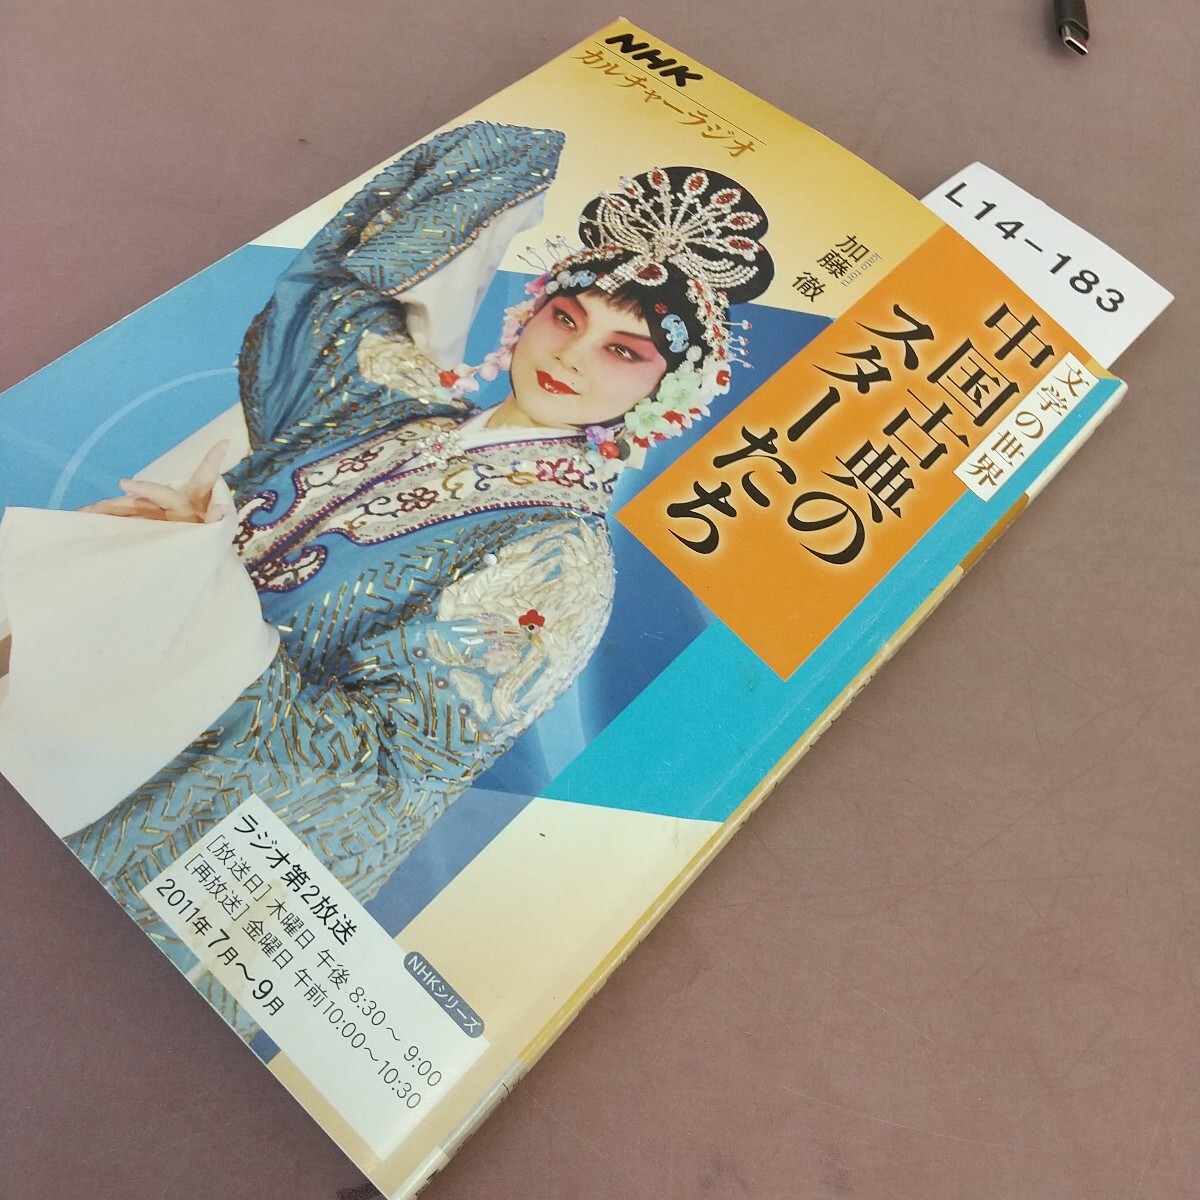 NHK
カルチャーラジオ
L14-183
文学の世界
中国古典の
スターたち
加藤 徹
ラジオ第2放送
[放送日] 木曜日 午後 8:30〜 9:00
[再放送] 金曜日 午前10:00〜10:30
2011年7月〜9月
NHKシリーズ